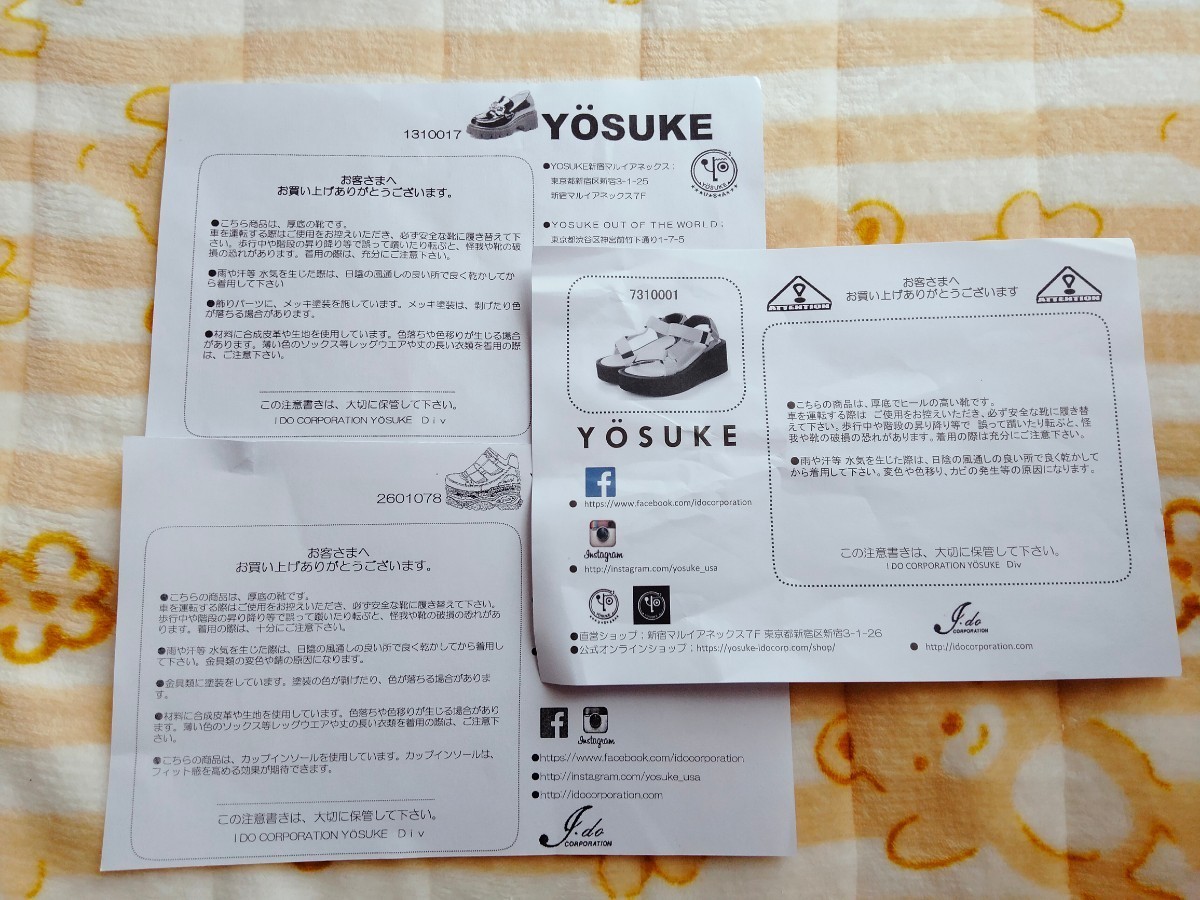 1310017
YÖSUKE
お客さまへ
お買い上げありがとうございます。
●こちら商品は、厚底の靴です。
車を運転する際はご使用をお控えいただき、必ず安全な靴に履き替えて下
さい。歩行中や階段の昇り降り等で誤って躓いたり転ぶと、怪我や靴の破
損の恐れがあります。着用の際は、充分にご注意下さい。
●雨や汗等 水気を生じた際は、日陰の風通しの良い所で良く乾かしてか
ら着用して下さい
●飾りパーツに、メッキ塗装を施しています。メッキ塗装は、剥げたり色
が落ちる場合があります。
●材料に合成皮革や生地を使用しています。色落ちや色移りが生じる場合
があります。薄い色のソックス等レッグウエアや丈の長い衣類を着用の際
は、ご注意下さい。
この注意書きは、大切に保管して下さい。
I DO CORPORATION YÖSUKE Div
●YOSUKE新宿マルイアネックス;
東京都新宿区新宿3-1-25
新宿マルイアネックス7F
YOSUKE
●YOSUKE OUT OF THE WORLD;
東京都渋谷区神宮前竹下通り1-7-5
7310001
YÖSUKE
● https://www.facebook.com/idocorporation
Instagram
● http://instagram.com/yosuke_usa
●直営ショップ;新宿マルイアネックス7F 東京都新宿区新宿3-1-26
●公式オンラインショップ;https://yosuke-idocoro.com/shop/
ATTENTION
お客さまへ
お買い上げありがとうございます
ATTENTION
●こちらの商品は、厚底でヒールの高い靴です。
車を運転する際は ご使用をお控えいただき、必ず安全な靴に履き替
えて下さい。歩行中や階段の昇り降り等で 誤って躓いたり転ぶと、怪
我や靴の破損の恐れがあります。着用の際は充分にご注意下さい。
●雨や汗等 水気を生じた際は、日陰の風通しの良い所で良く乾かして
から着用して下さい。変色や色移り、カビの発生等の原因になります。
この注意書きは、大切に保管して下さい。
I DO CORPORATION YÖSUKE Div
I.do
CORPORATION
● http://idocorporation.com
2601078
お客さまへ
お買い上げありがとうございます。
●こちらの商品は、厚底の靴です。
車を運転する際はご使用をお控えいただき、必ず安全な靴に履き替えて下さい。
歩行中や階段の昇り降り等で誤って躓いたり転ぶと、怪我や靴の破損の恐れがあ
ります。着用の際は、十分にご注意下さい。
●雨や汗等 水気を生じた際は、日陰の風通しの良い所で良く乾かしてから着用し
て下さい。金具類の変色や錆の原因になります。
●金具類に塗装をしています。塗装の色が剥げたり、色が落ちる場合がありま
す。
●材料に合成皮革や生地を使用しています。色落ちや色移りが生じる場合があり
ます。薄い色のソックス等レッグウエアや丈の長い衣類を着用の際は、ご注意下
さい。
●こちらの商品は、カップインソールを使用しています。カップインソールは、
フィット感を高める効果が期待できます。
この注意書きは、大切に保管して下さい。
I DO CORPORATION YÖSUKE Div
Instagram
●https://www.facebook.com/idocorporation
●http://instagram.com/yosuke_usa
●http://idocorporation.com
I.do
CORPORATION